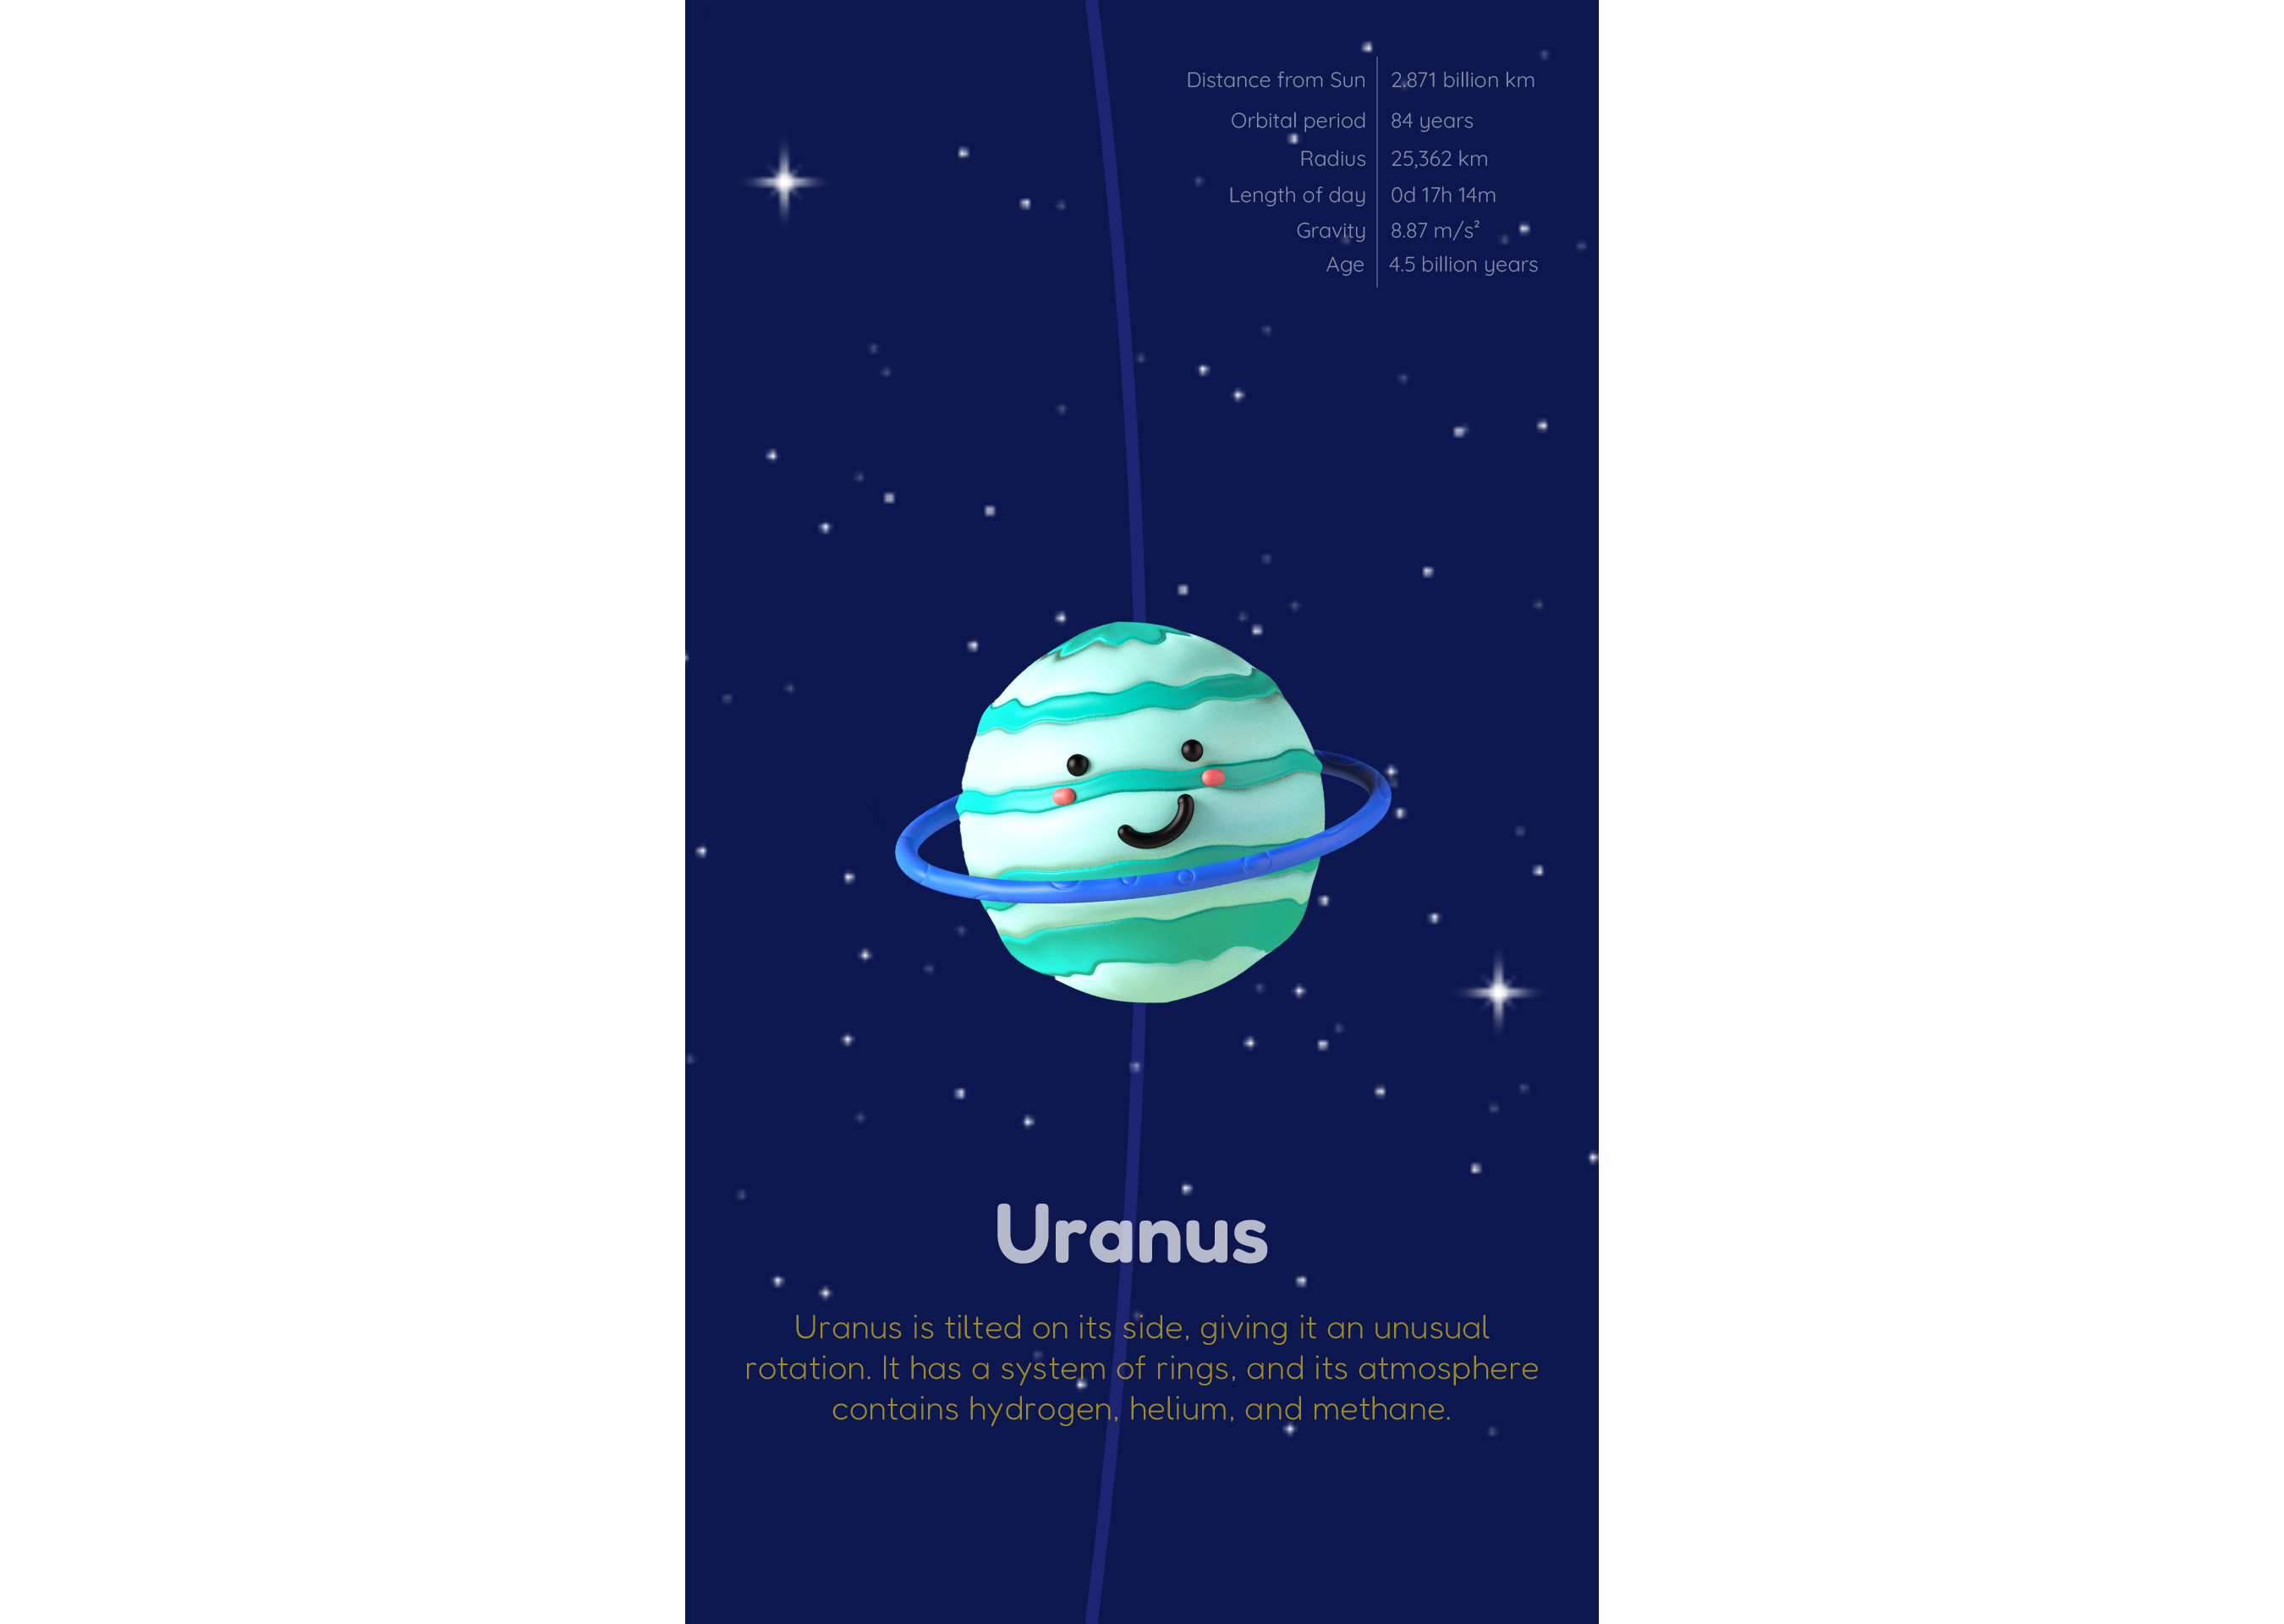 Distance from Sun 2.871 billion km
Orbital period 84 years
Radius 25,362 km
Length of day 0d 17h 14m
Gravity 8.87 m/s²
Age 4.5 billion years
Uranus
Uranus is tilted on its side, giving it an unusual
rotation. It has a system of rings, and its atmosphere
contains hydrogen, helium, and methane.